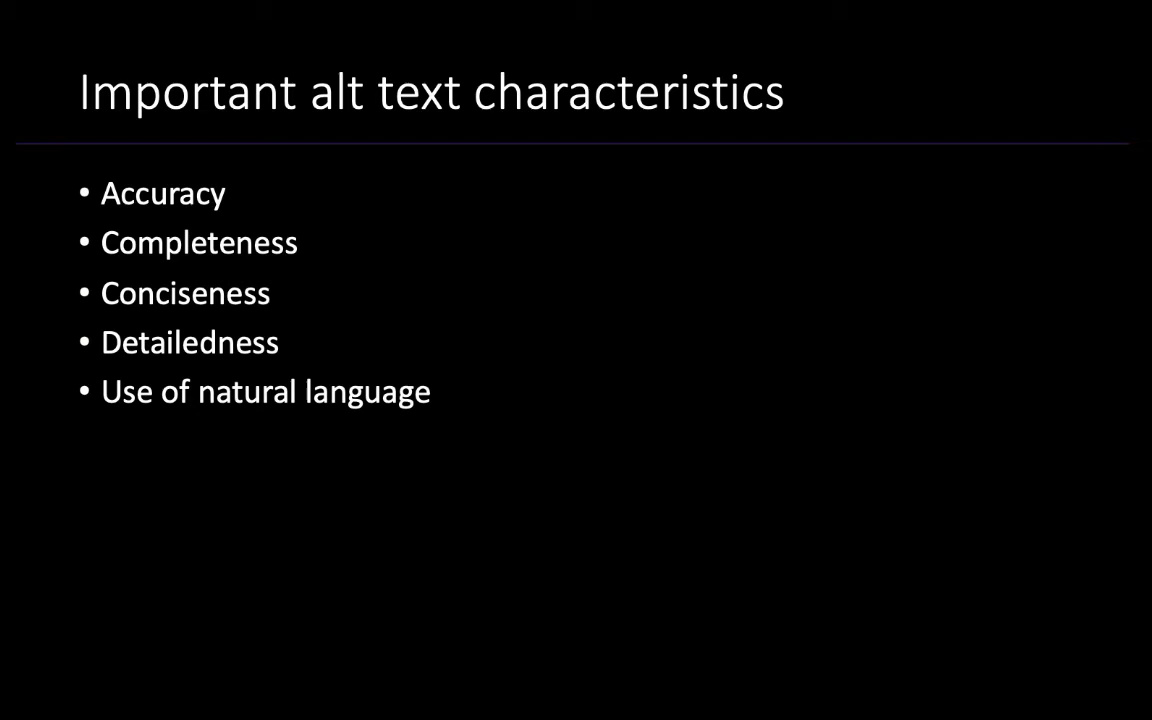 Important alt text characteristics
• Accuracy
• Completeness
• Conciseness
• Detailedness
• Use of natural language